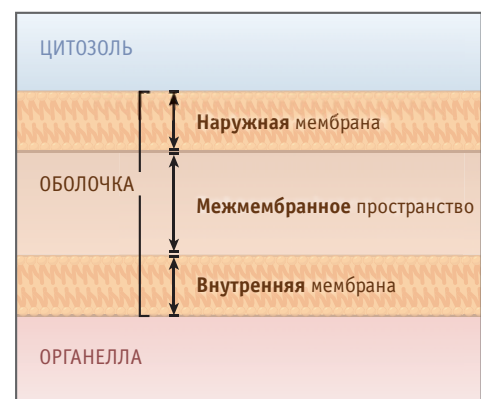 ЦИТОЗОЛЬ
Наружная мембрана
ОБОЛОЧКА
Межмембранное пространство
Внутренняя мембрана
ОРГАНЕЛЛА